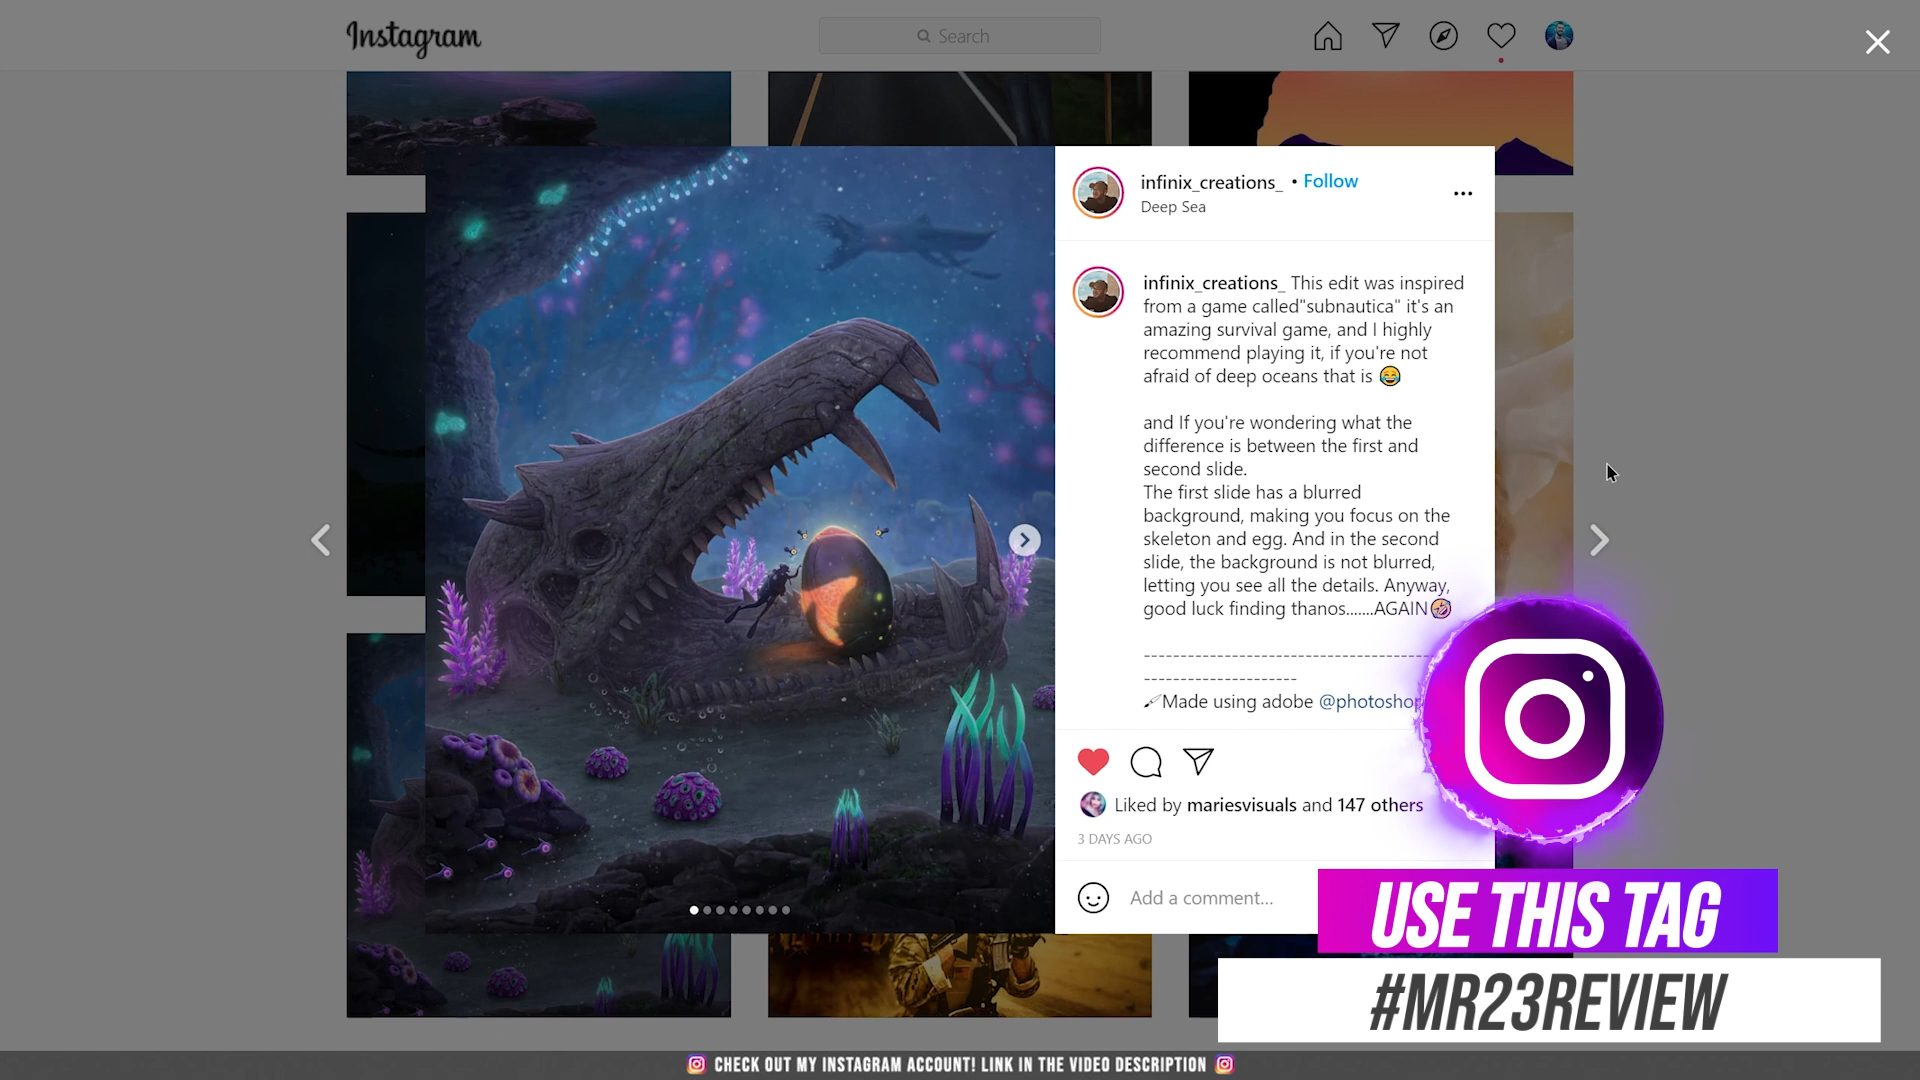 Instagram
Search
infinix_creations_ • Follow
Deep Sea
infinix_creations_ This edit was inspired
from a game called"subnautica" it's an
amazing survival game, and I highly
recommend playing it, if you're not
afraid of deep oceans that is 😂
and If you're wondering what the
difference is between the first and
second slide.
The first slide has a blurred
background, making you focus on the
skeleton and egg. And in the second
slide, the background is not blurred,
letting you see all the details. Anyway,
good luck finding thanos.......AGAIN🤣
Made using adobe @photoshop
Liked by mariesvisuals and 147 others
3 DAYS AGO
Add a comment...
USE THIS TAG
#MR23REVIEW
CHECK OUT MY INSTAGRAM ACCOUNT! LINK IN THE VIDEO DESCRIPTION